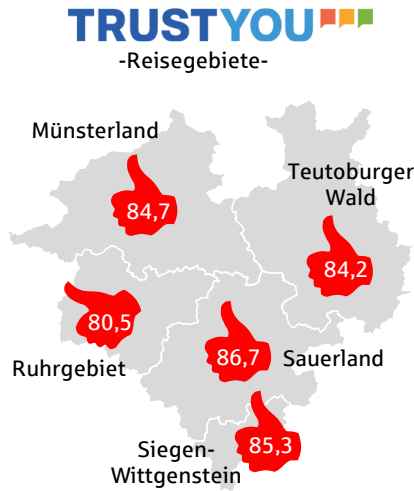 TRUSTYOU
-Reisegebiete-
Münsterland
84,7
Teutoburger
Wald
84,2
80,5
Ruhrgebiet
86,7
Sauerland
Siegen-
Wittgenstein
85,3